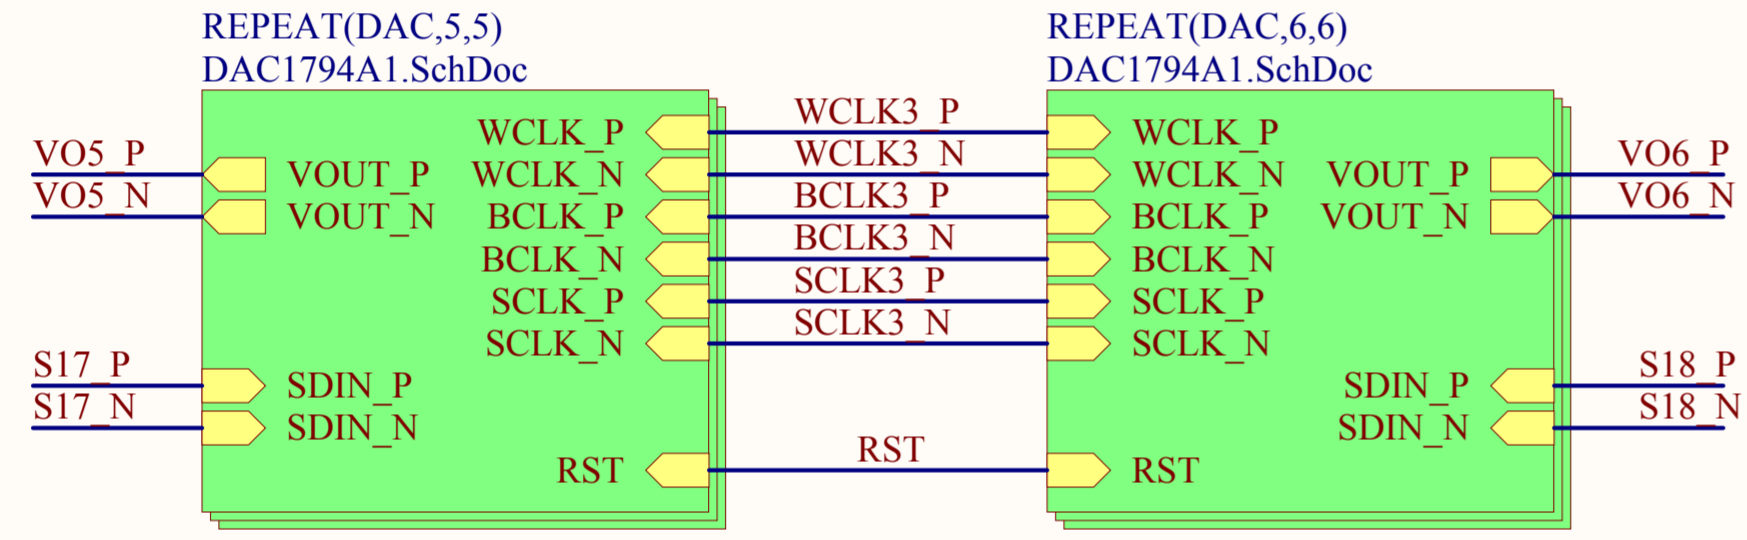 REPEAT(DAC,5,5)
DAC1794A1.SchDoc
VO5_P
VO5_N
S17_P
S17_N
VOUT_P
VOUT_N
SDIN_P
SDIN_N
WCLK_P
WCLK_N
BCLK_P
BCLK_N
SCLK_P
SCLK_N
RST
WCLK3_P
WCLK3_N
BCLK3_P
BCLK3_N
SCLK3_P
SCLK3_N
RST
REPEAT(DAC,6,6)
DAC1794A1.SchDoc
WCLK_P
WCLK_N
BCLK_P
BCLK_N
SCLK_P
SCLK_N
RST
VOUT_P
VOUT_N
SDIN_P
SDIN_N
VO6_P
VO6_N
S18_P
S18_N